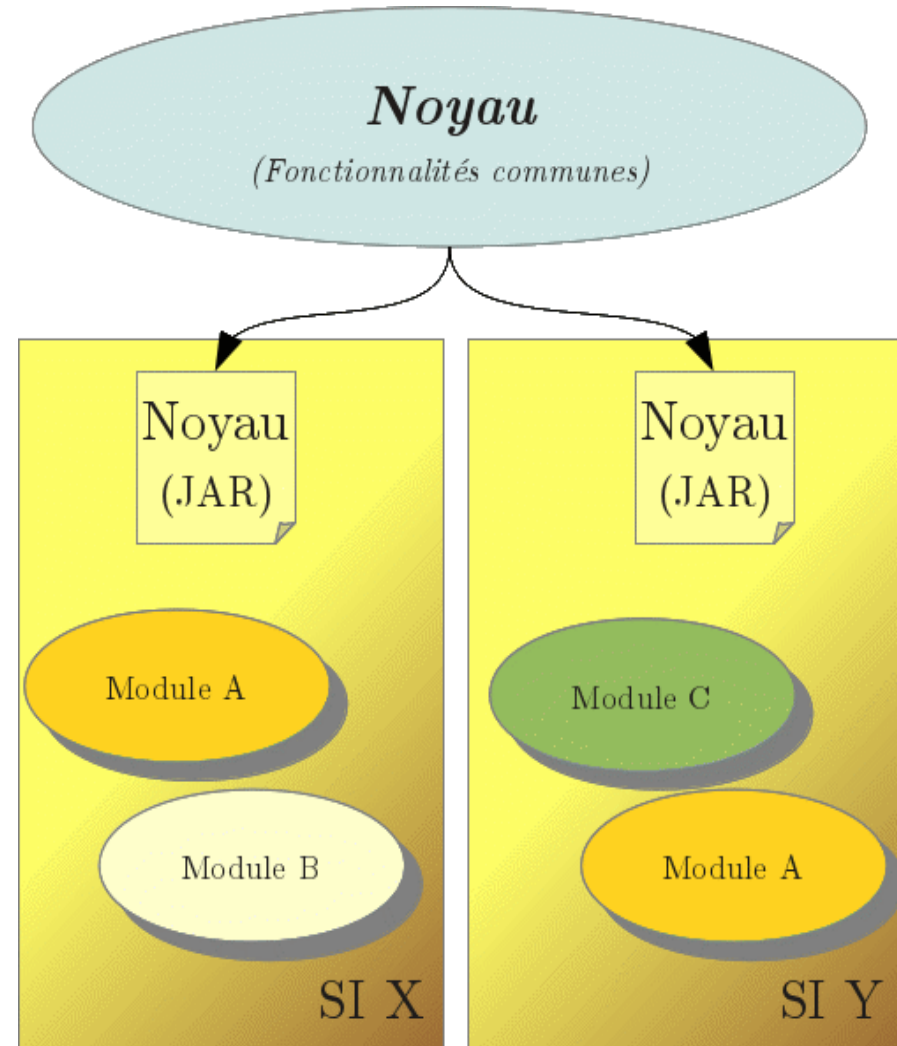 Noyau
(Fonctionnalités communes)
Noyau
(JAR)
Module A
Module B
SI X
Noyau
(JAR)
Module C
Module A
SI Y